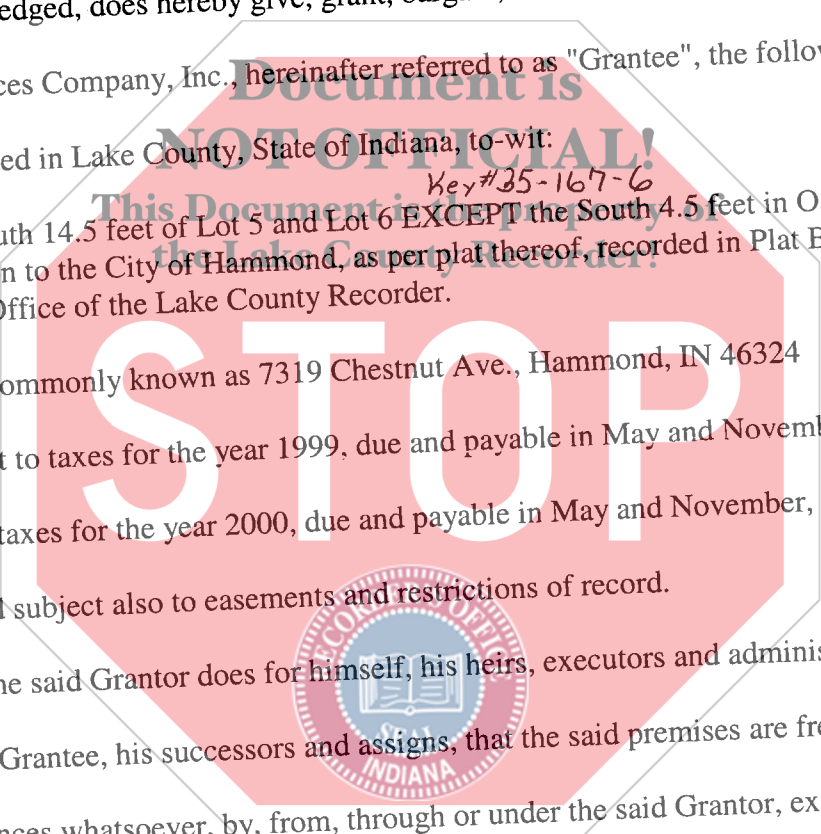 edged, does hereby give, grant,
ces Company, Inc., hereinafter referred to as "Grantee", the follow
Document is
ed in Lake County, State of Indiana, to-wit:
NOT OFFICIAL!
Key#35-167-6
This Document is the property of
uth 14.5 feet of Lot 5 and Lot 6 EXCEPT the South 4.5 feet in O
the Lake County Recorder!
n to the City of Hammond, as per plat thereof, recorded in Plat B
Office of the Lake County Recorder.
STOP
ommonly known as 7319 Chestnut Ave., Hammond, IN 46324
t to taxes for the year 1999, due and payable in May and Novemb
taxes for the year 2000, due and payable in May and November,
l subject also to easements and restrictions of record.
RECORDER'S OFFICE
he said Grantor does for himself, his heirs, executors and adminis
SEAL
Grantee, his successors and assigns, that the said premises are fre
INDIANA
nces whatsoever, by, from, through or under the said Grantor, ex